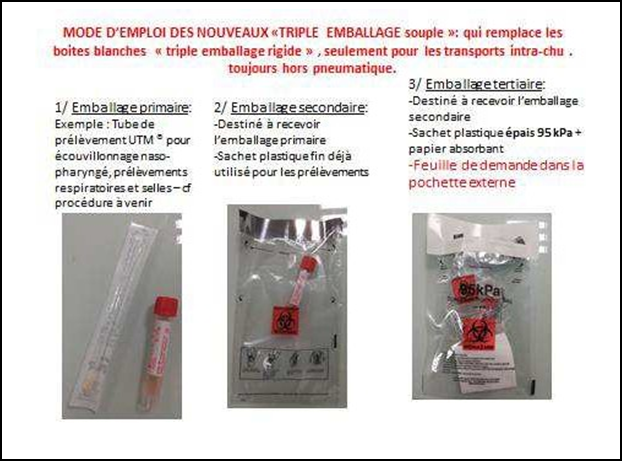 MODE D’EMPLOI DES NOUVEAUX «TRIPLE EMBALLAGE souple »: qui remplace les
boites blanches « triple emballage rigide » , seulement pour les transports intra-chu .
toujours hors pneumatique.
1/ Emballage primaire:
Exemple : Tube de
prélèvement UTM ® pour
écouvillonnage naso-
pharyngé, prélèvements
respiratoires et selles – cf
procédure à venir
2/ Emballage secondaire:
-Destiné à recevoir
l’emballage primaire
-Sachet plastique fin déjà
utilisé pour les prélèvements
3/ Emballage tertiaire:
-Destiné à recevoir l’emballage
secondaire
-Sachet plastique épais 95 kPa +
papier absorbant
-Feuille de demande dans la
pochette externe
95kPa